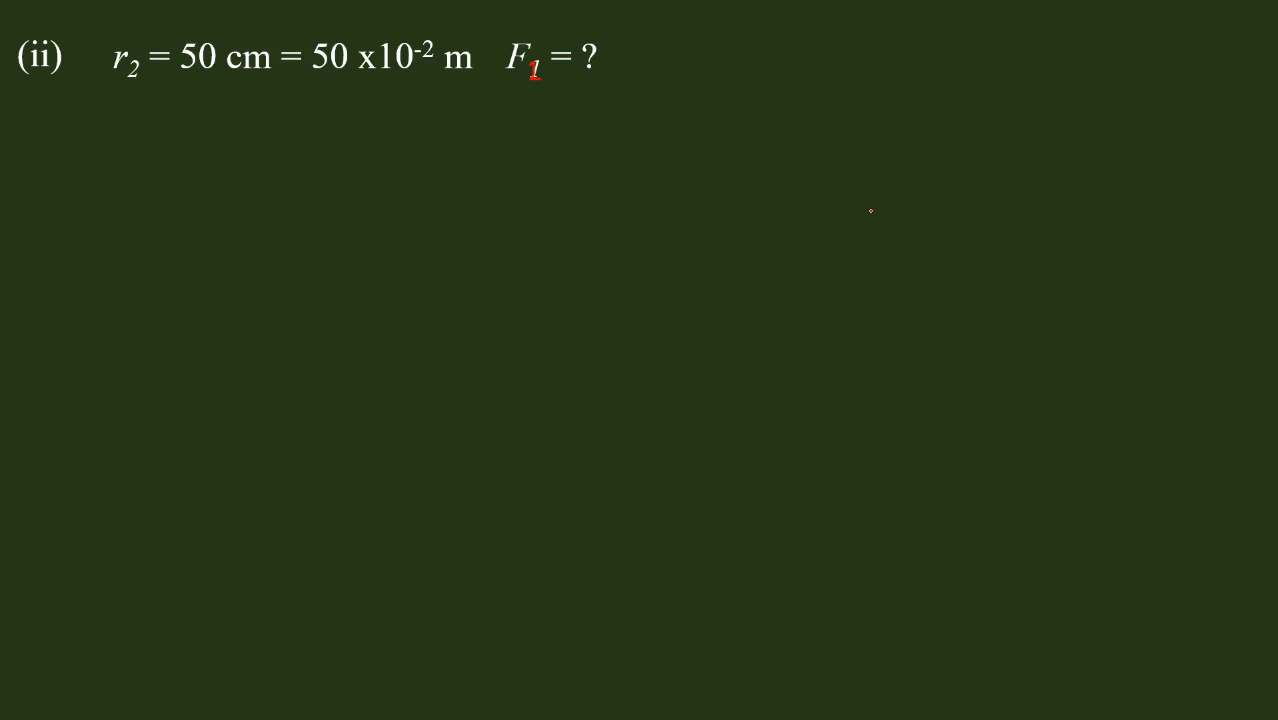 (ii) r₂ = 50 cm = 50 x10⁻² m F₁ = ?